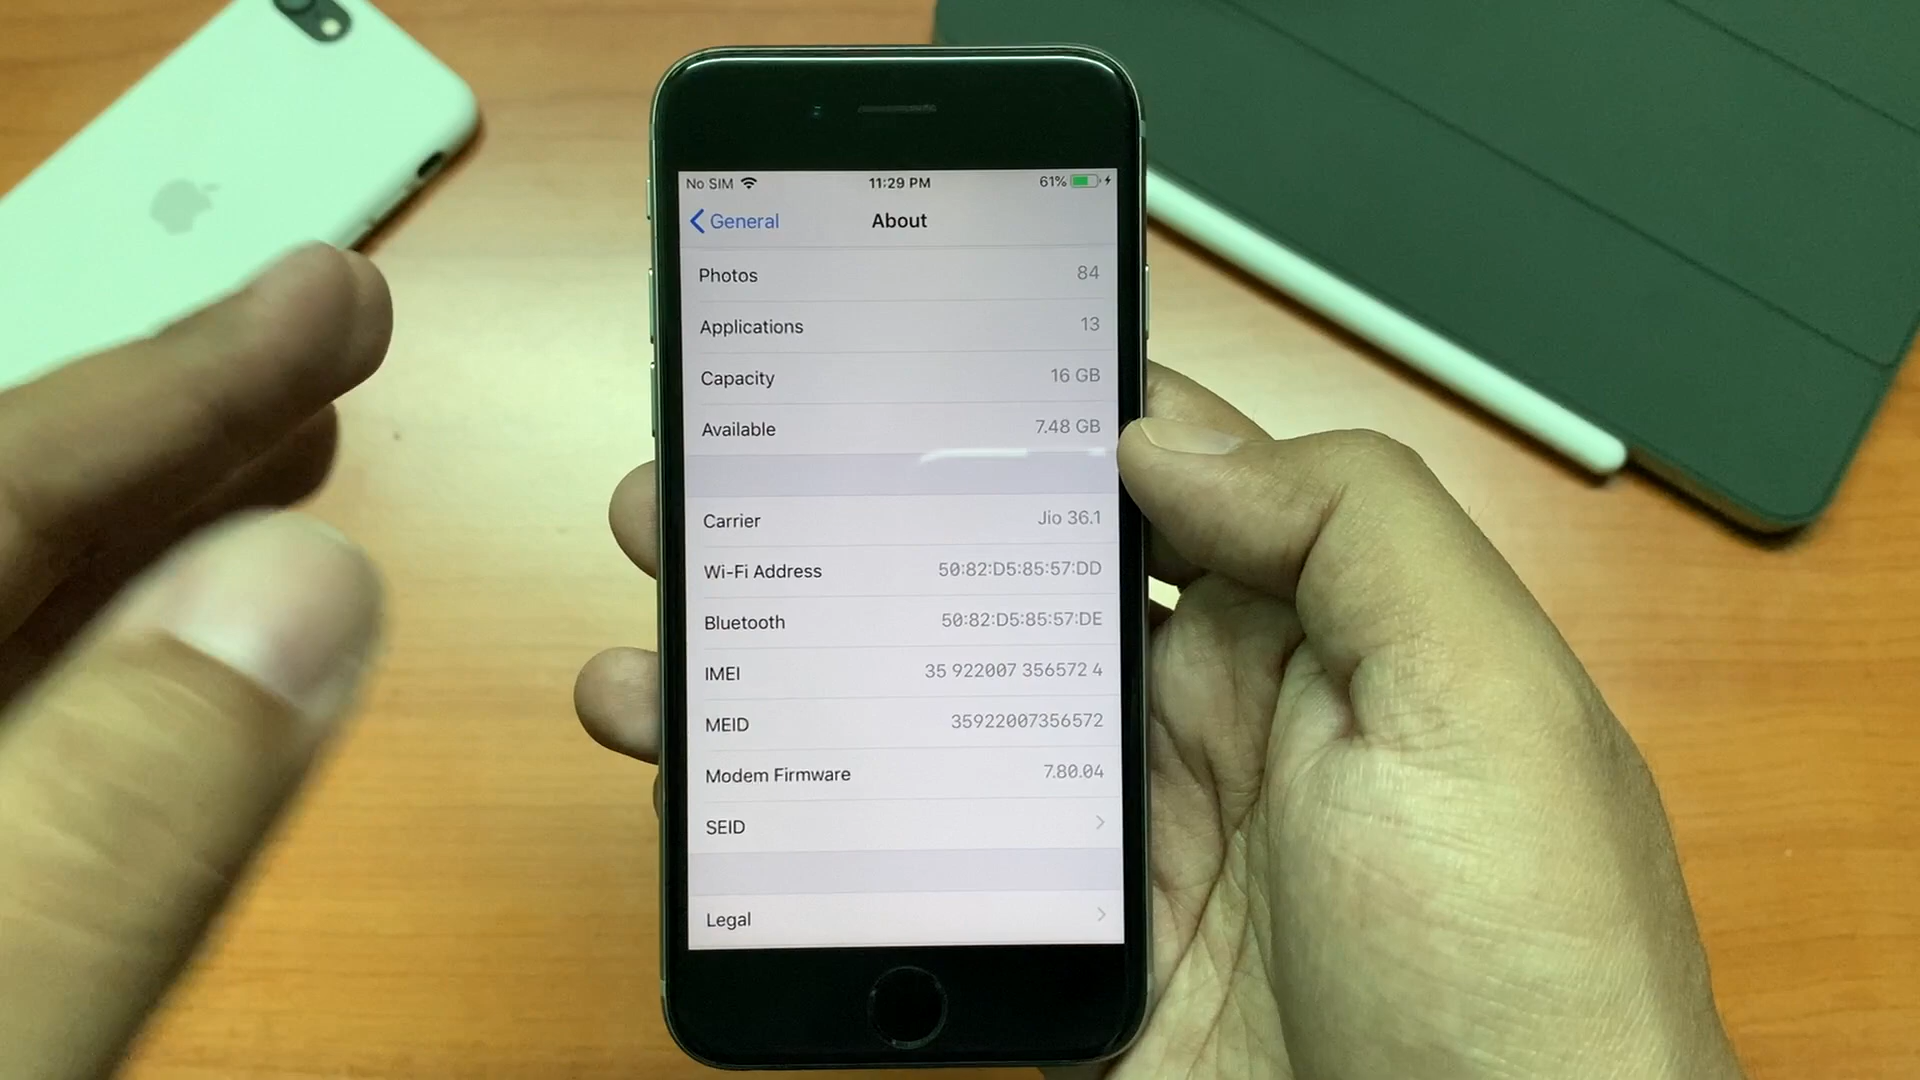 No SIM 11:29 PM 61%
General About
Photos 84
Applications 13
Capacity 16 GB
Available 7.48 GB
Carrier Jio 36.1
Wi-Fi Address 50:82:D5:85:57:DD
Bluetooth 50:82:D5:85:57:DE
IMEI 35 922007 356572 4
MEID 35922007356572
Modem Firmware 7.80.04
SEID
Legal